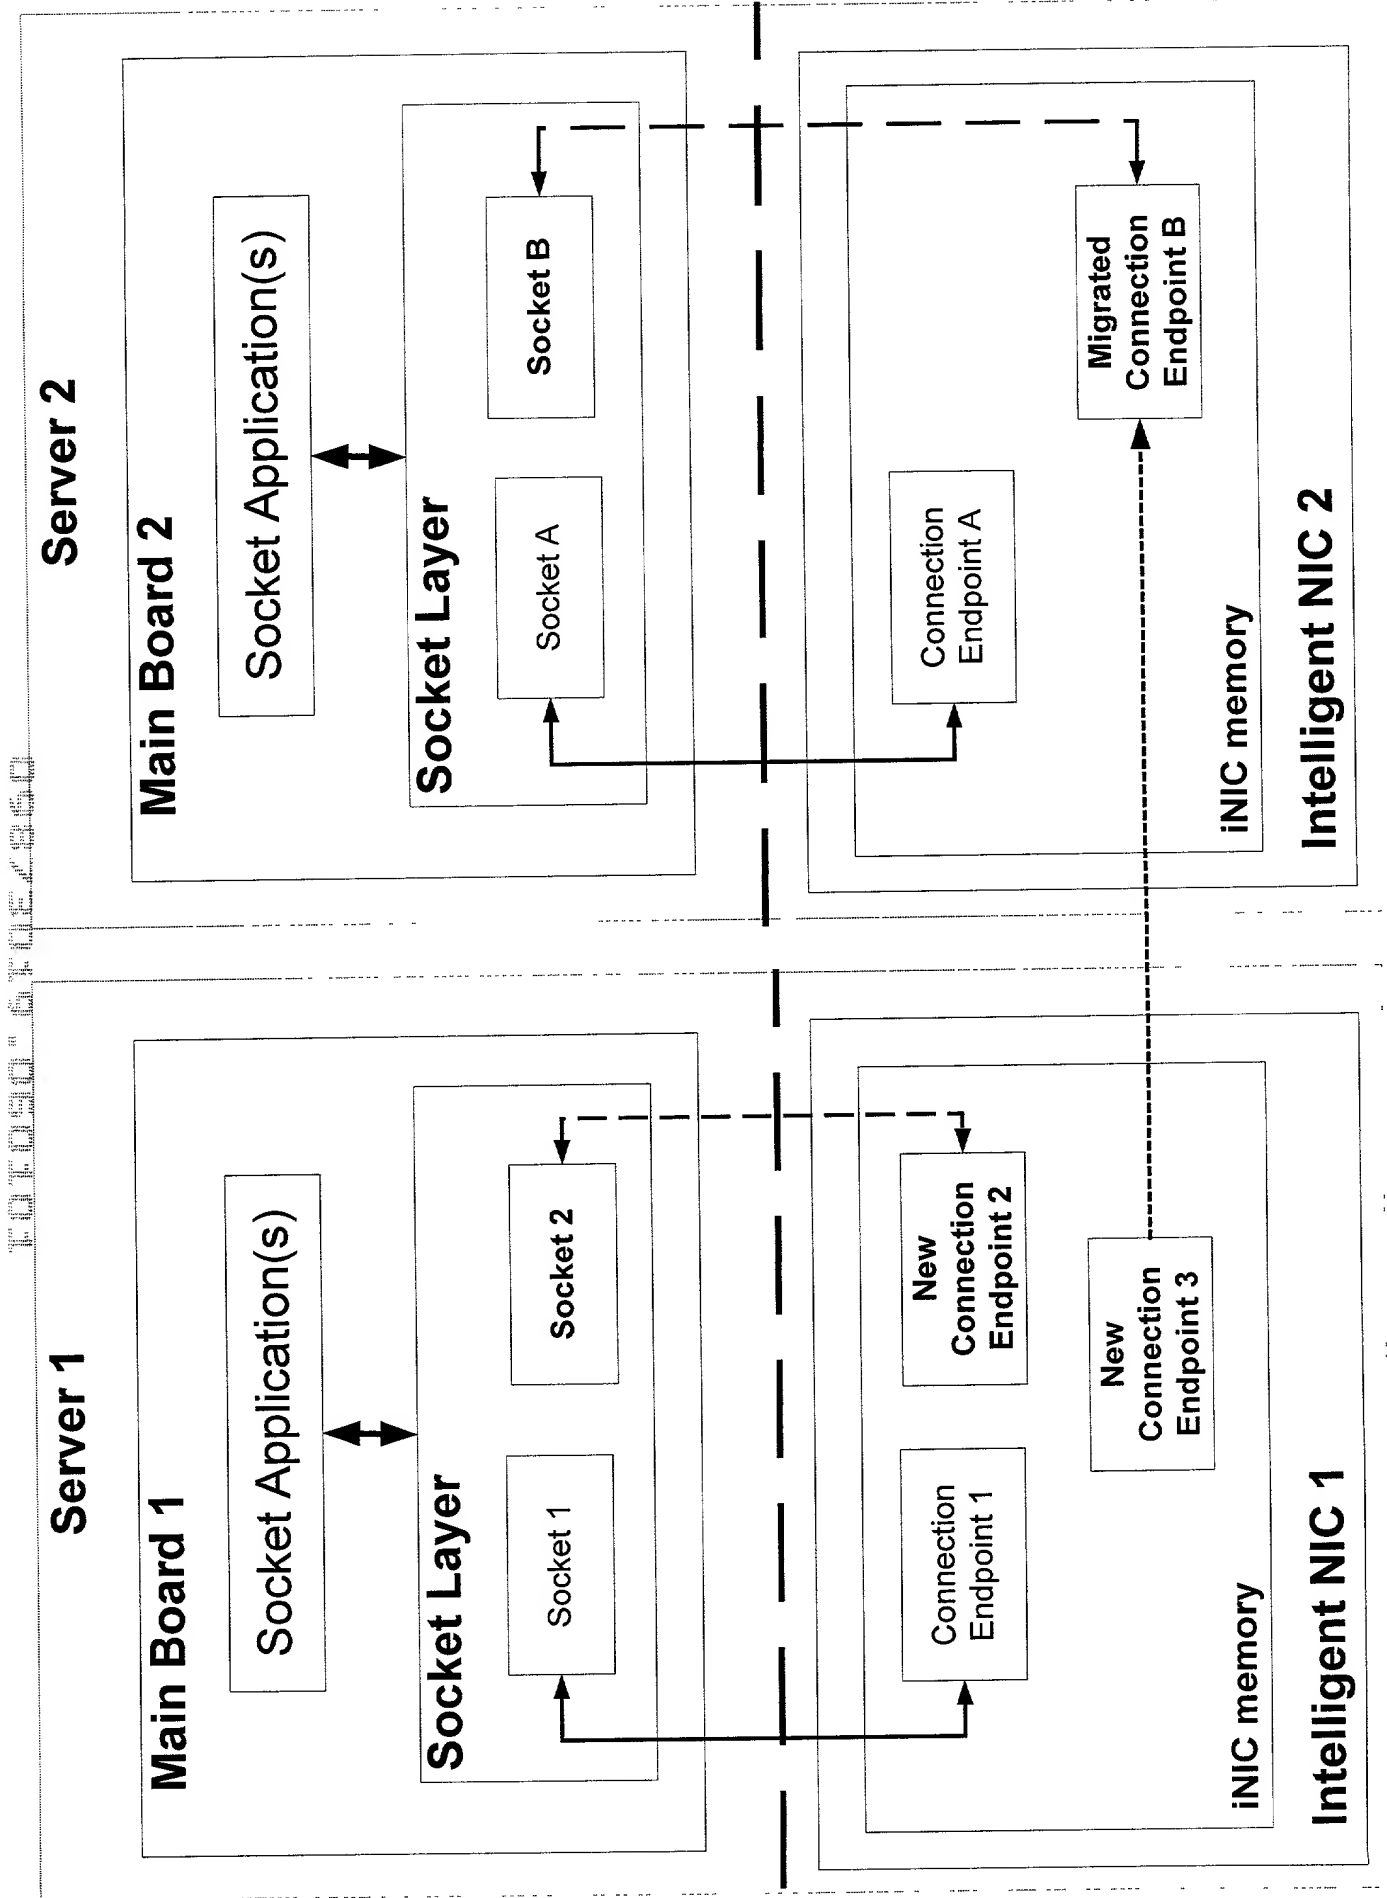 Server 1
Main Board 1
Socket Application(s)
Socket Layer
Socket 1
Socket 2
Connection
Endpoint 1
New
Connection
Endpoint 2
New
Connection
Endpoint 3
iNIC memory
Intelligent NIC 1
Server 2
Main Board 2
Socket Application(s)
Socket Layer
Socket A
Socket B
Connection
Endpoint A
Migrated
Connection
Endpoint B
iNIC memory
Intelligent NIC 2